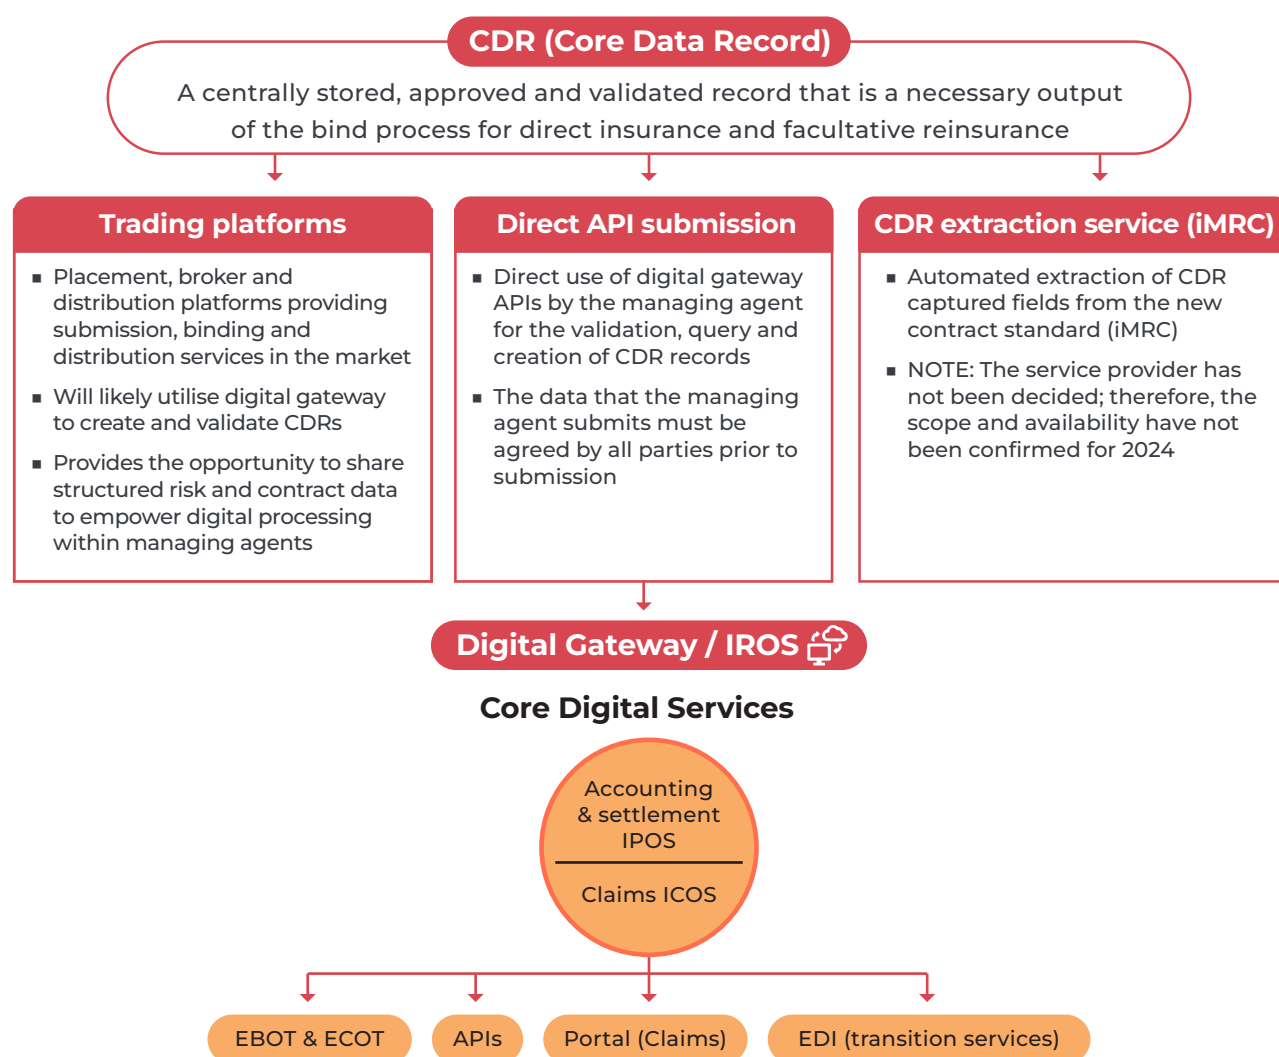 CDR (Core Data Record)
A centrally stored, approved and validated record that is a necessary output
of the bind process for direct insurance and facultative reinsurance
Trading platforms
▪ Placement, broker and
distribution platforms providing
submission, binding and
distribution services in the market
▪ Will likely utilise digital gateway
to create and validate CDRs
▪ Provides the opportunity to share
structured risk and contract data
to empower digital processing
within managing agents
Direct API submission
▪ Direct use of digital gateway
APIs by the managing agent
for the validation, query and
creation of CDR records
▪ The data that the managing
agent submits must be
agreed by all parties prior to
submission
CDR extraction service (iMRC)
▪ Automated extraction of CDR
captured fields from the new
contract standard (iMRC)
▪ NOTE: The service provider has
not been decided; therefore, the
scope and availability have not
been confirmed for 2024
Digital Gateway / IROS
Core Digital Services
Accounting
& settlement
IPOS
Claims ICOS
EBOT & ECOT
APIs
Portal (Claims)
EDI (transition services)